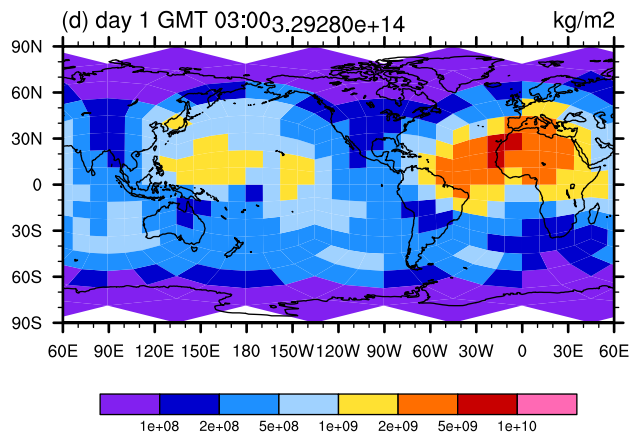 (d) day 1 GMT 03:00 3.29280e+14 kg/m2
90N
60N
30N
0
30S
60S
90S
60E 90E 120E 150E 180 150W 120W 90W 60W 30W 0 30E 60E
1e+08 2e+08 5e+08 1e+09 2e+09 5e+09 1e+10